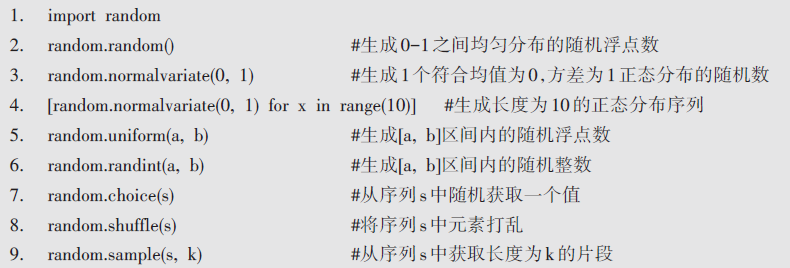 1. import random
2. random.random() #生成0-1之间均匀分布的随机浮点数
3. random.normalvariate(0, 1) #生成1个符合均值为0,方差为1正态分布的随机数
4. [random.normalvariate(0, 1) for x in range(10)] #生成长度为10的正态分布序列
5. random.uniform(a, b) #生成[a, b]区间内的随机浮点数
6. random.randint(a, b) #生成[a, b]区间内的随机整数
7. random.choice(s) #从序列s中随机获取一个值
8. random.shuffle(s) #将序列s中元素打乱
9. random.sample(s, k) #从序列s中获取长度为k的片段